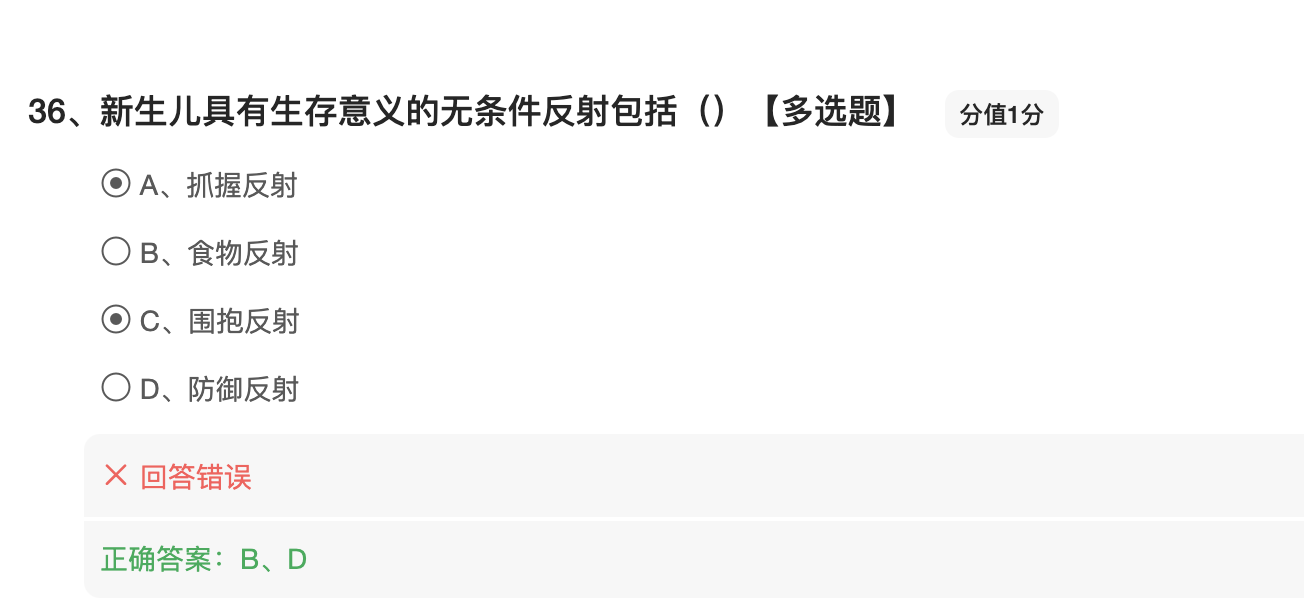 36、新生儿具有生存意义的无条件反射包括（）【多选题】 分值1分
A、抓握反射
B、食物反射
C、围抱反射
D、防御反射
回答错误
正确答案：B、D